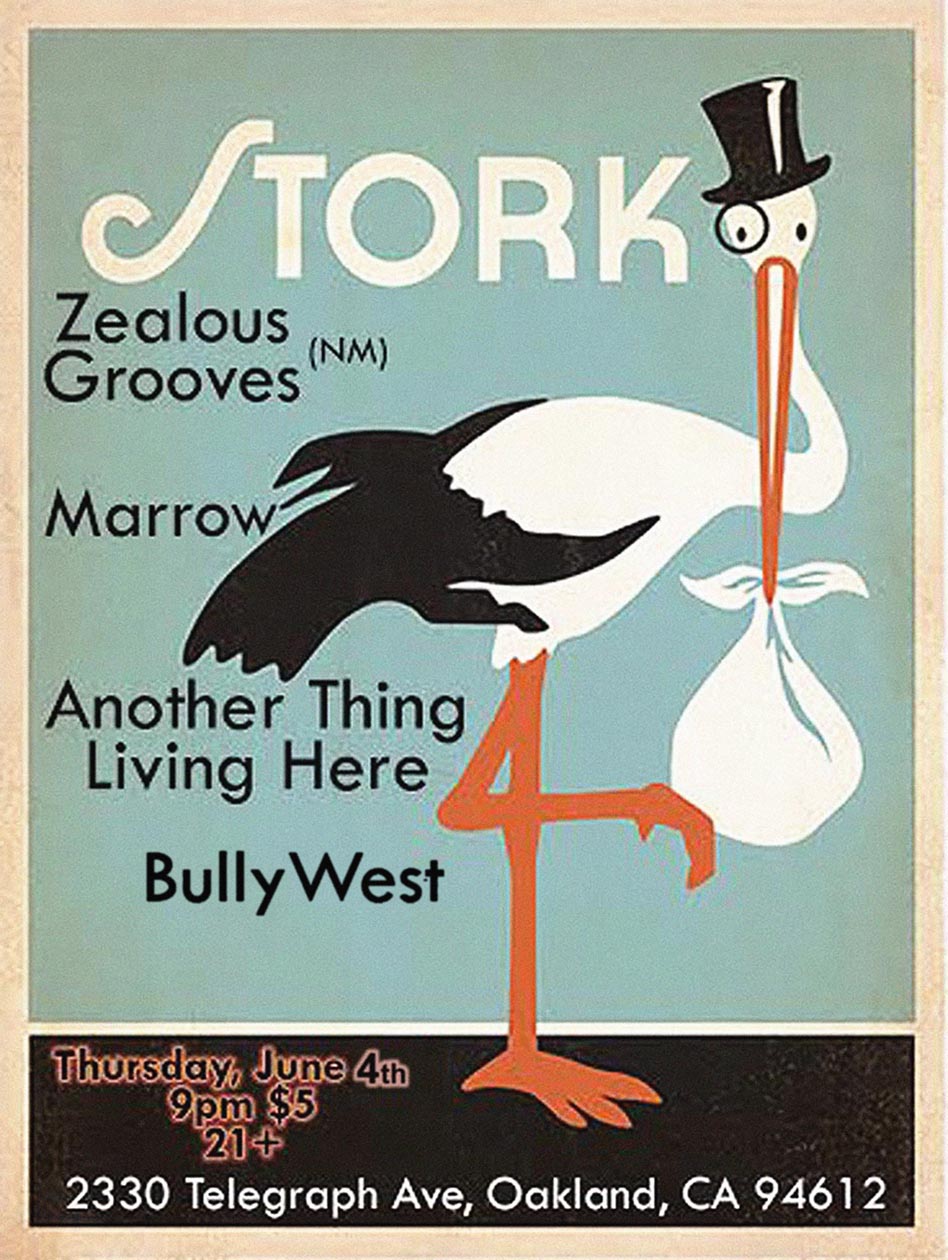 STORK
Zealous
Grooves (NM)
Marrow
Another Thing
Living Here
BullyWest
Thursday, June 4th
9pm $5
21+
2330 Telegraph Ave, Oakland, CA 94612